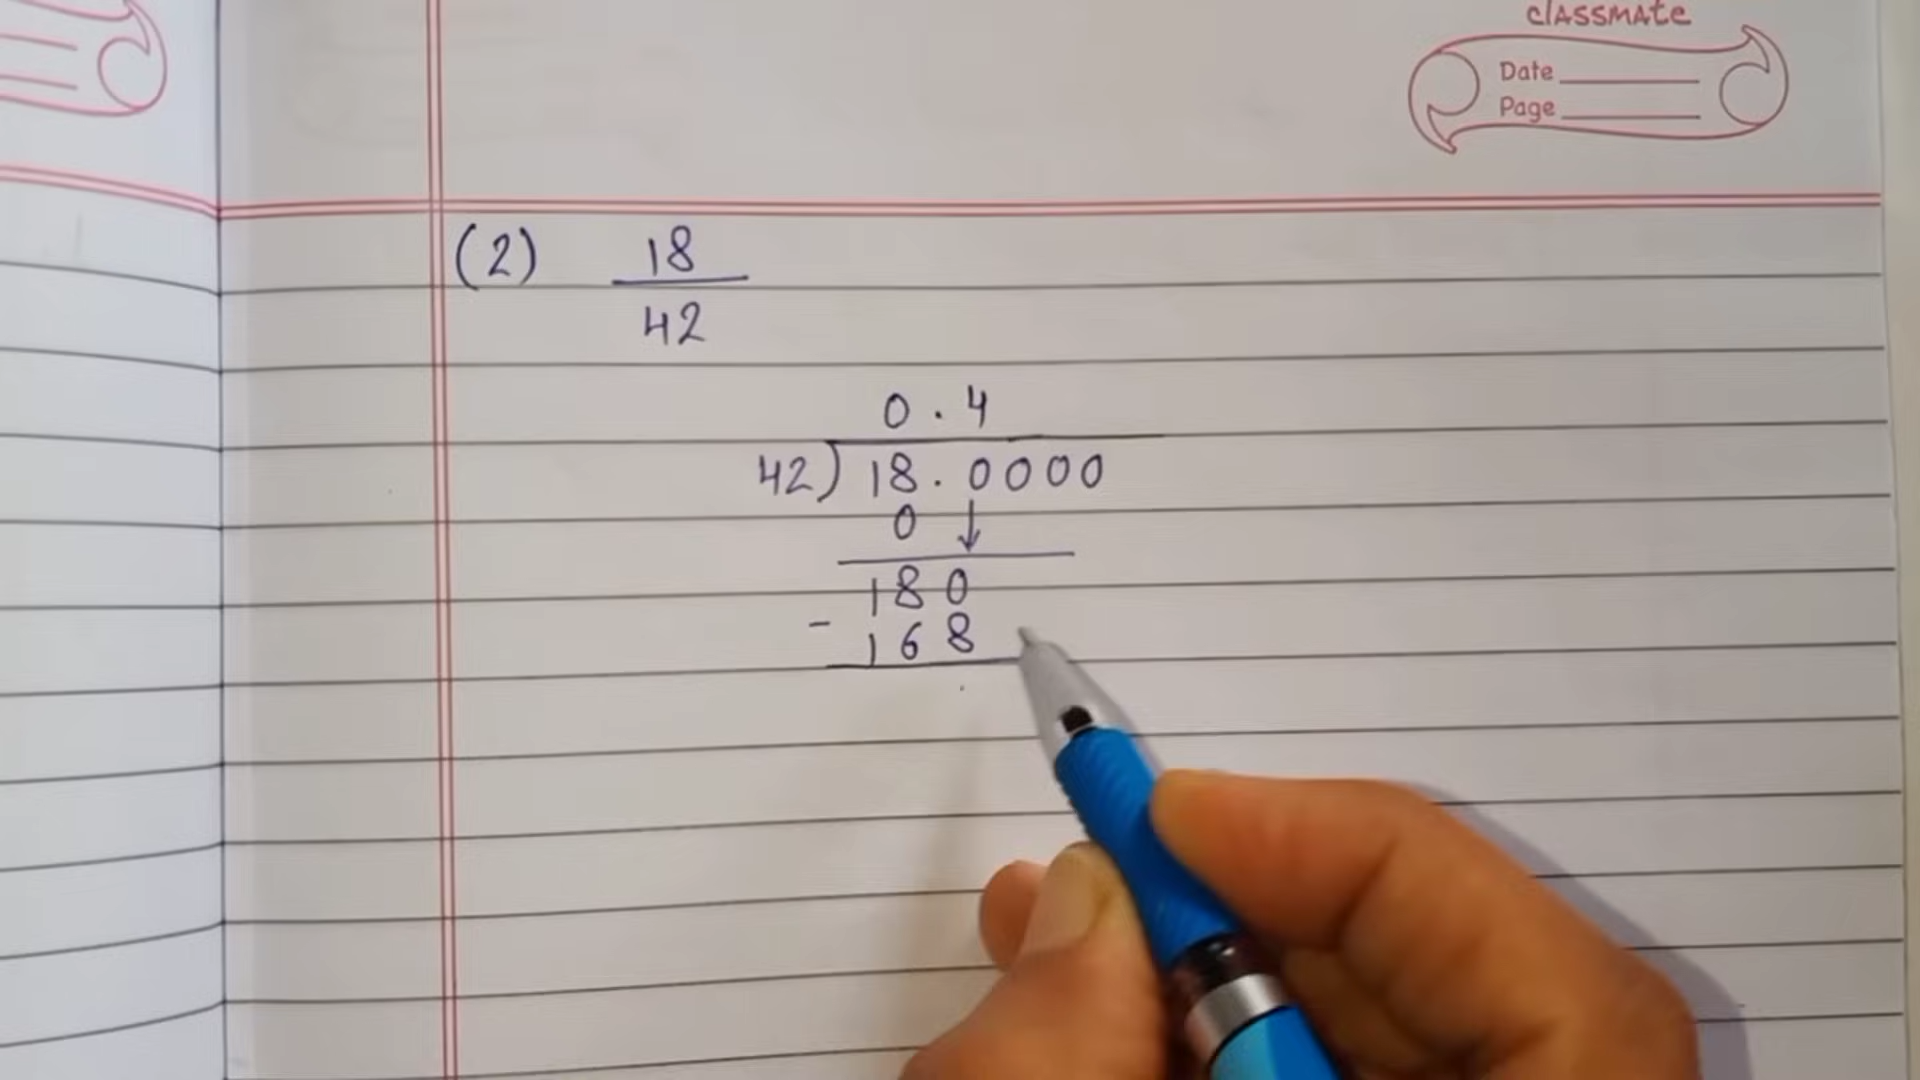 classmate
Date
Page
(2) 18
42
0.4
42) 18.0000
0 ↓
180
- 168